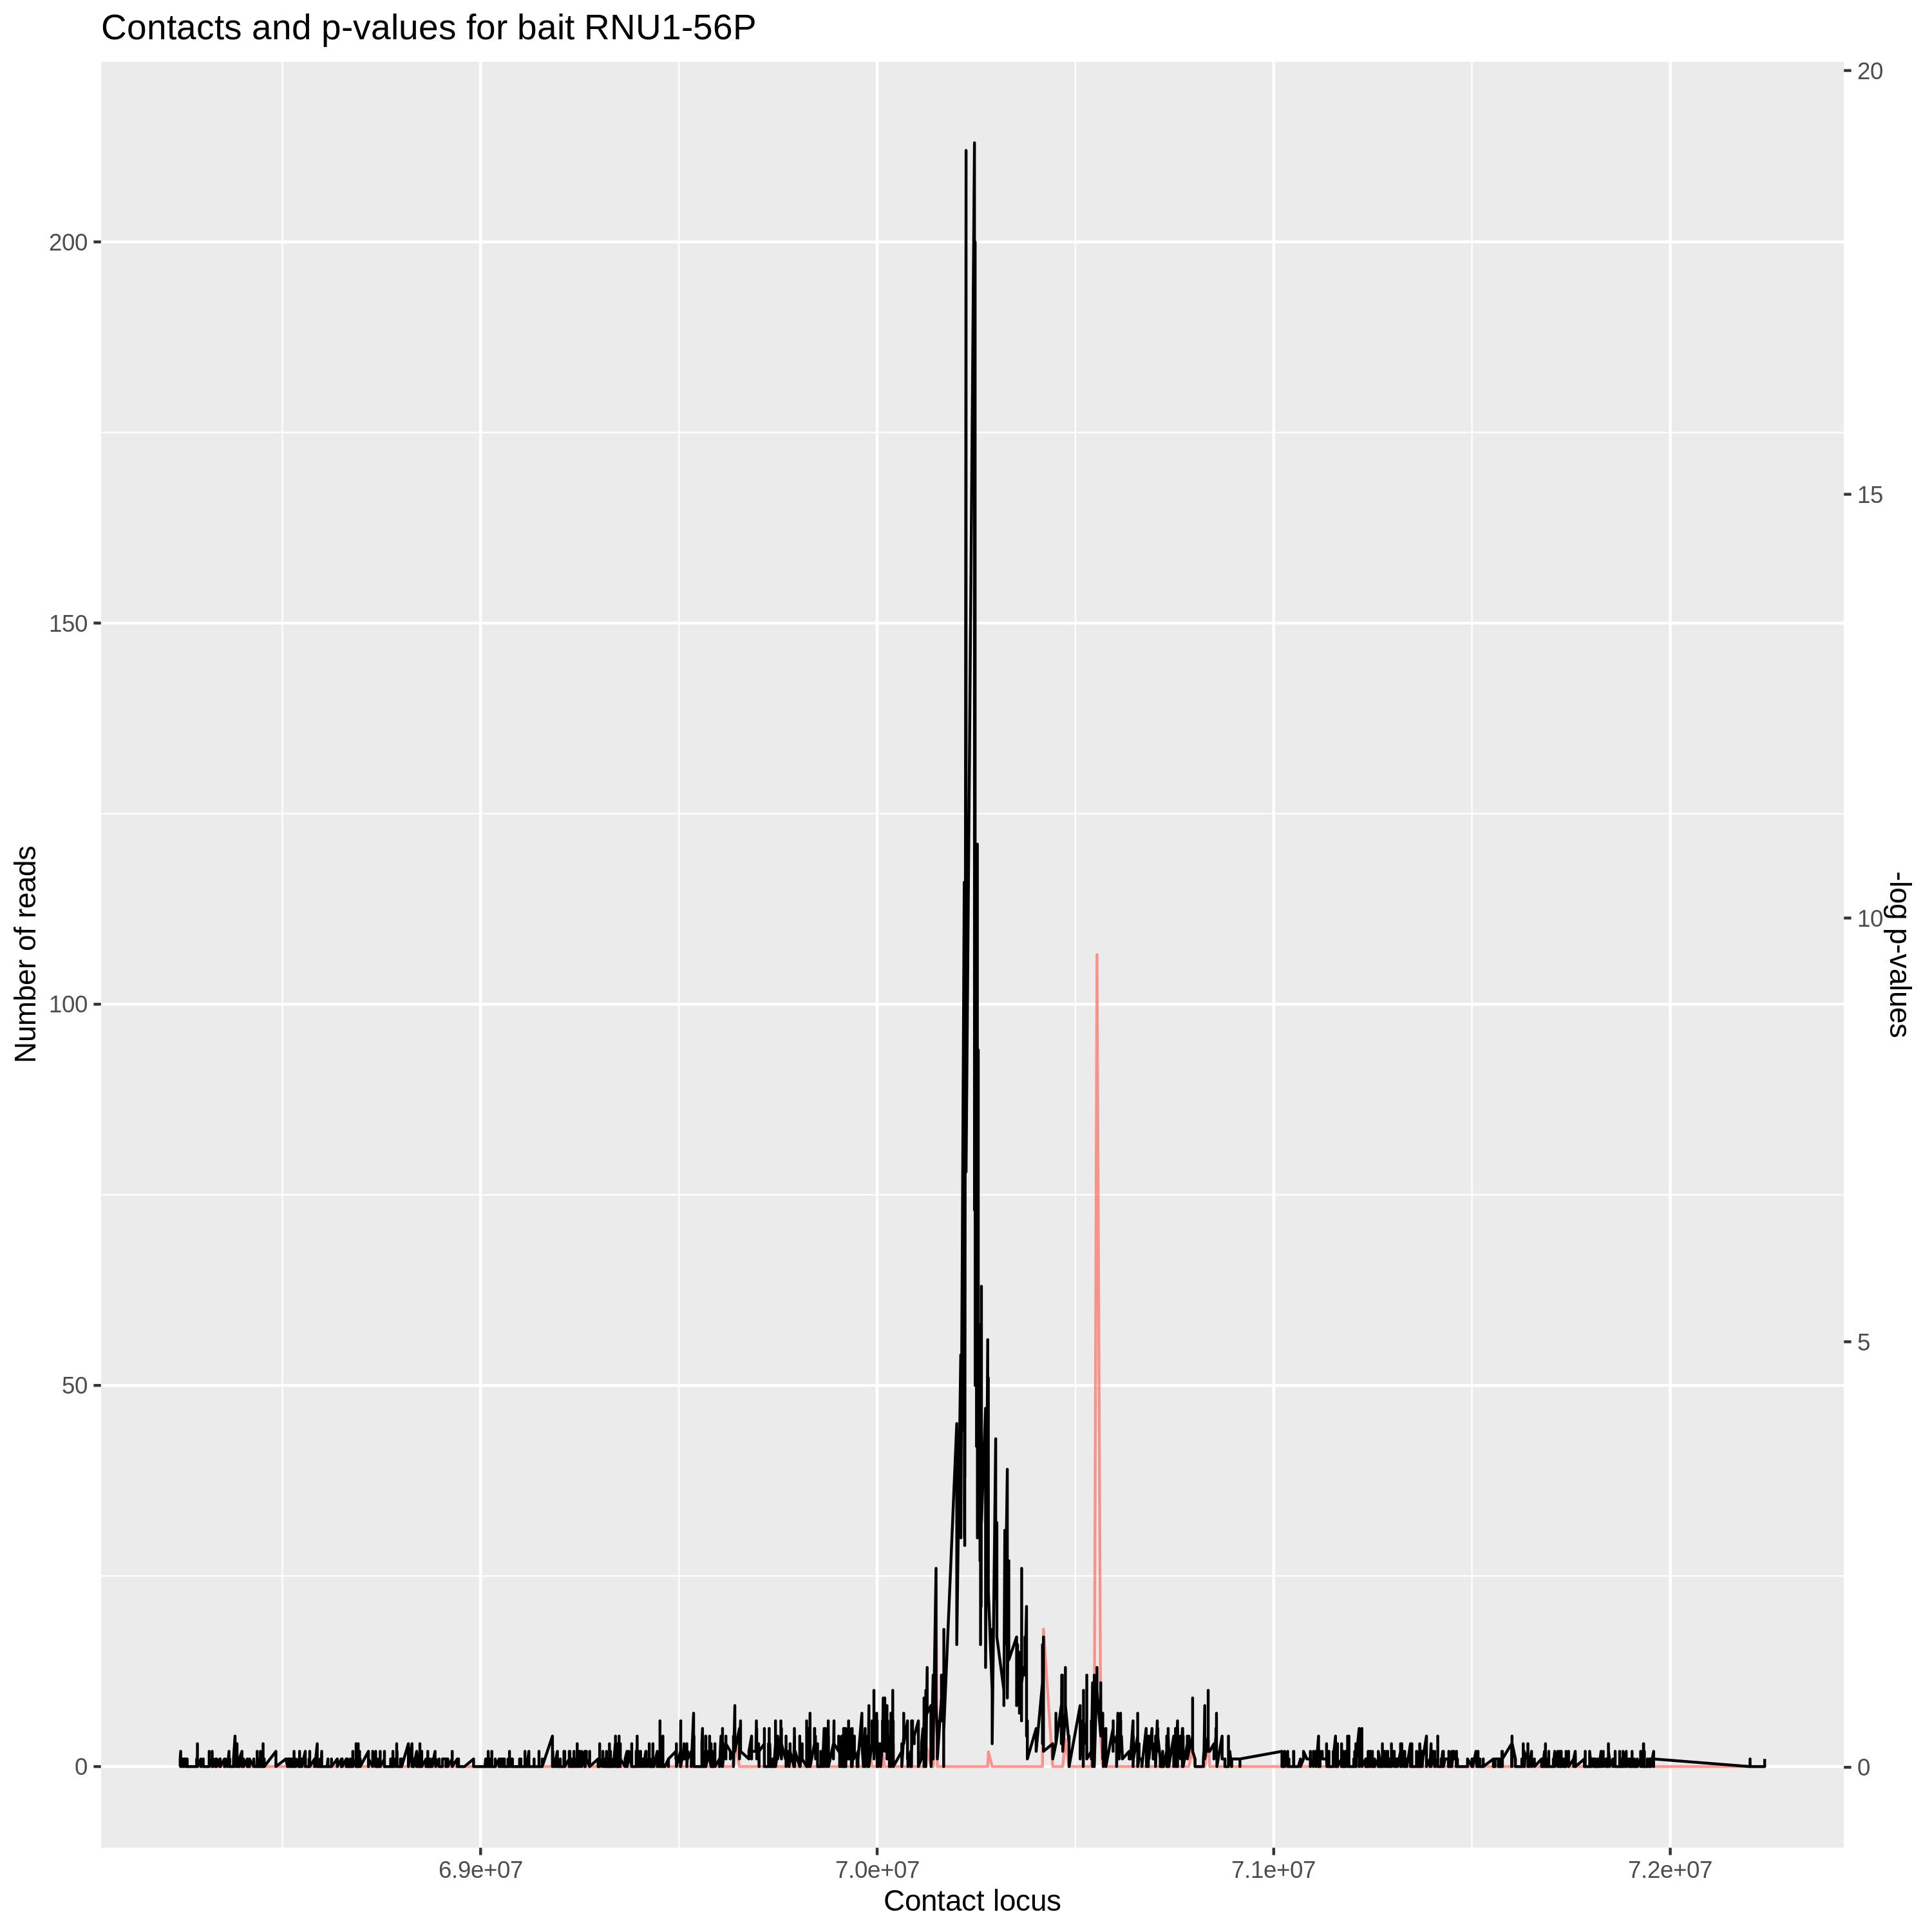 Contacts and p-values for bait RNU1-56P
20
200
15
150
10
100
5
50
0
0
Number of reads
-log p-values
6.9e+07 7.0e+07 7.1e+07 7.2e+07
Contact locus